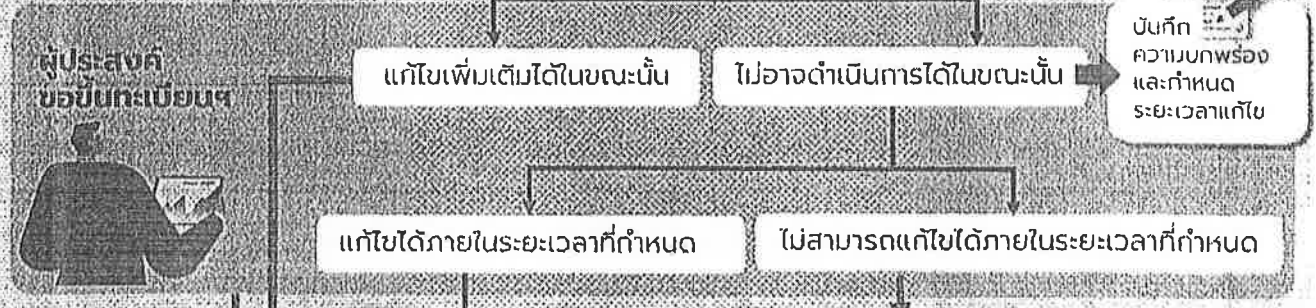 ผู้ประสงค์
ขอขึ้นทะเบียนฯ
แก้ไขเพิ่มเติมได้ในขณะนั้น
ไม่อาจดำเนินการได้ในขณะนั้น
บันทึก
ความบกพร่อง
และกำหนด
ระยะเวลาแก้ไข
แก้ไขได้ภายในระยะเวลาที่กำหนด
ไม่สามารถแก้ไขได้ภายในระยะเวลาที่กำหนด